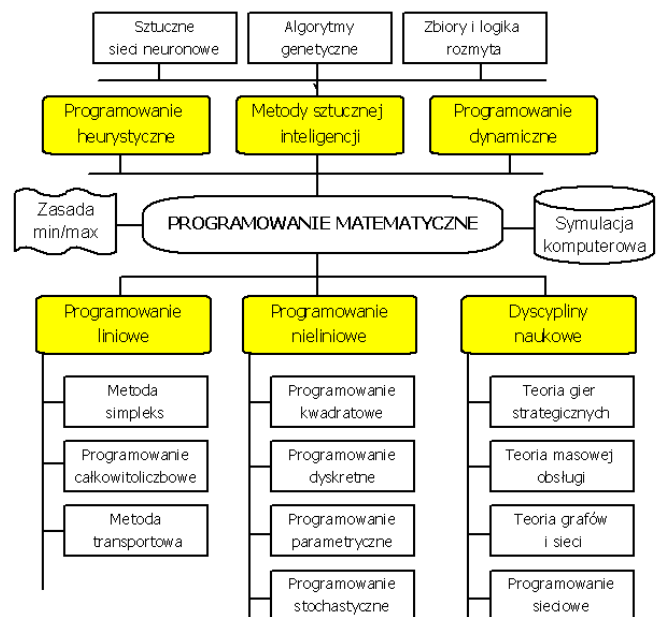 Sztuczne
sieci neuronowe
Algorytmy
genetyczne
Zbiory i logika
rozmyta
Programowanie
heurystyczne
Metody sztucznej
inteligencji
Programowanie
dynamiczne
Zasada
min/max
PROGRAMOWANIE MATEMATYCZNE
Symulacja
komputerowa
Programowanie
liniowe
Programowanie
nieliniowe
Dyscypliny
naukowe
Metoda
simpleks
Programowanie
całkowitoliczbowe
Metoda
transportowa
Programowanie
kwadratowe
Programowanie
dyskretne
Programowanie
parametryczne
Programowanie
stochastyczne
Teoria gier
strategicznych
Teoria masowej
obsługi
Teoria grafów
i sieci
Programowanie
sieciowe